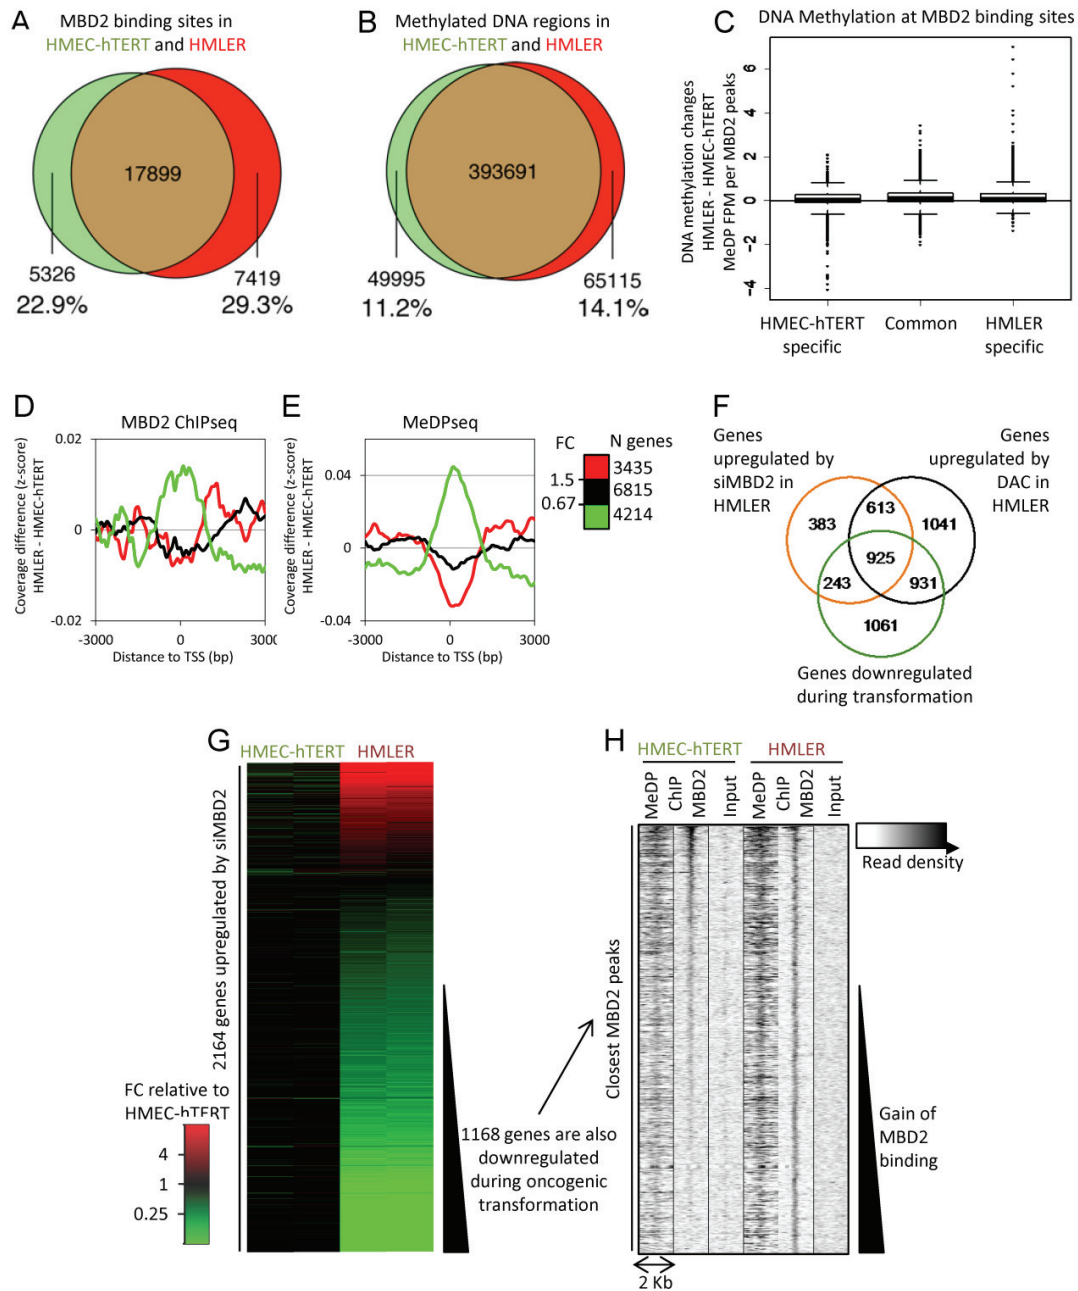 A
MBD2 binding sites in
HMEC-hTERT and HMLER
17899
5326
22.9%
7419
29.3%
B
Methylated DNA regions in
HMEC-hTERT and HMLER
393691
49995
11.2%
65115
14.1%
C
DNA Methylation at MBD2 binding sites
DNA methylation changes
HMLER - HMEC-hTERT
MeDP FPM per MBD2 peaks
6
4
2
0
-2
-4
HMEC-hTERT
specific
Common
HMLER
specific
D
MBD2 ChIPseq
Coverage difference (z-score)
HMLER - HMEC-hTERT
0.02
0
-0.02
-3000
0
3000
Distance to TSS (bp)
E
MeDPseq
Coverage difference (z-score)
HMLER - HMEC-hTERT
0.04
0
-0.04
-3000
0
3000
Distance to TSS (bp)
FC
N genes
1.5
0.67
3435
6815
4214
F
Genes
upregulated by
siMBD2 in
HMLER
Genes
upregulated by
DAC in
HMLER
383
613
1041
925
243
931
1061
Genes downregulated
during transformation
G
HMEC-hTERT
HMLER
2164 genes upregulated by siMBD2
FC relative to
HMEC-hTERT
4
1
0.25
1168 genes are also
downregulated
during oncogenic
transformation
H
HMEC-hTERT
HMLER
MeDP
ChIP
MBD2
Input
MeDP
ChIP
MBD2
Input
Read density
Closest MBD2 peaks
Gain of
MBD2
binding
2 Kb